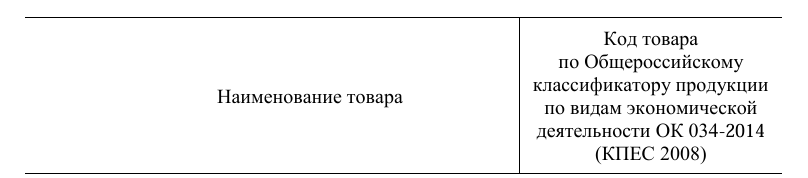 Наименование товара
Код товара
по Общероссийскому
классификатору продукции
по видам экономической
деятельности ОК 034-2014
(КПЕС 2008)